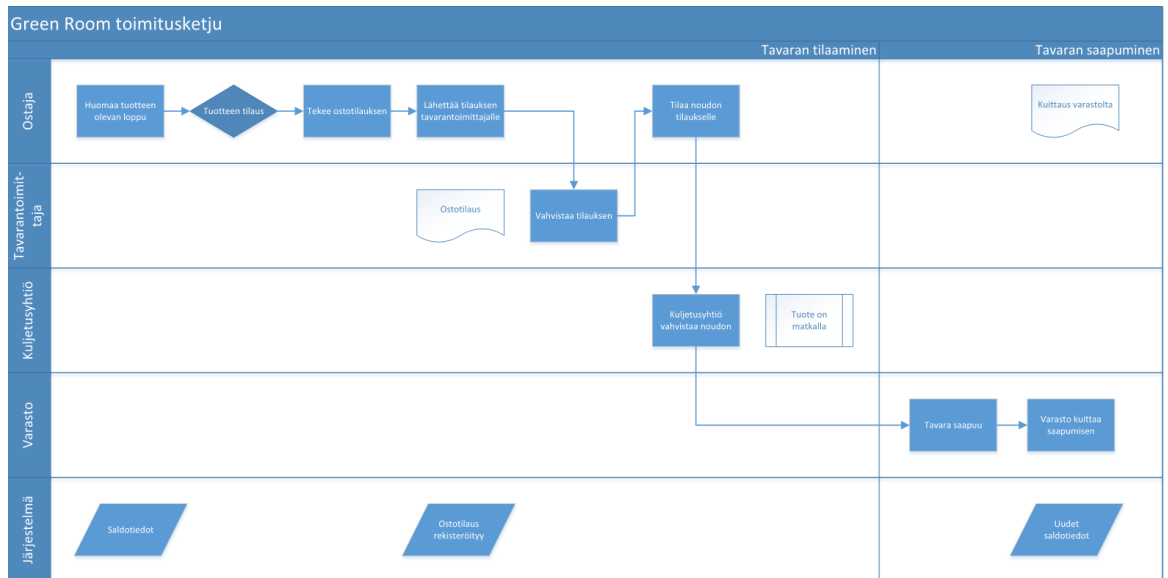 Green Room toimitusketju
Tavaran tilaaminen
Tavaran saapuminen
Ostaja
Huomaa tuotteen
olevan loppu
Tuotteen tilaus
Tekee ostotilauksen
Lähettää tilauksen
tavarantoimittajalle
Tilaa noudon
tilaukselle
Kuittaus varastolta
Tavarantoimit-
taja
Ostotilaus
Vahvistaa tilauksen
Kuljetusyhtiö
Kuljetusyhtiö
vahvistaa noudon
Tuote on
matkalla
Varasto
Tavara saapuu
Varasto kuittaa
saapumisen
Järjestelmä
Saldotiedot
Ostotilaus
rekisteröityy
Uudet
saldotiedot